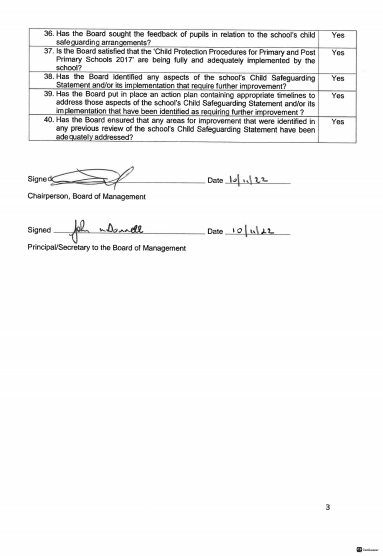 36. Has the Board sought the feedback of pupils in relation to the school's child Yes
safeguarding arrangements?
37. Is the Board satisfied that the 'Child Protection Procedures for Primary and Post Yes
Primary Schools 2017' are being fully and adequately implemented by the
school?
38. Has the Board identified any aspects of the school's Child Safeguarding Yes
Statement and/or its implementation that require further improvement?
39. Has the Board put in place an action plan containing appropriate timelines to Yes
address those aspects of the school's Child Safeguarding Statement and/or its
implementation that have been identified as requiring further improvement ?
40. Has the Board ensured that any areas for improvement that were identified in Yes
any previous review of the school's Child Safeguarding Statement have been
adequately addressed?
Signed Date 10/11/22
Chairperson, Board of Management
Signed John Date 10/11/22
Principal/Secretary to the Board of Management
3